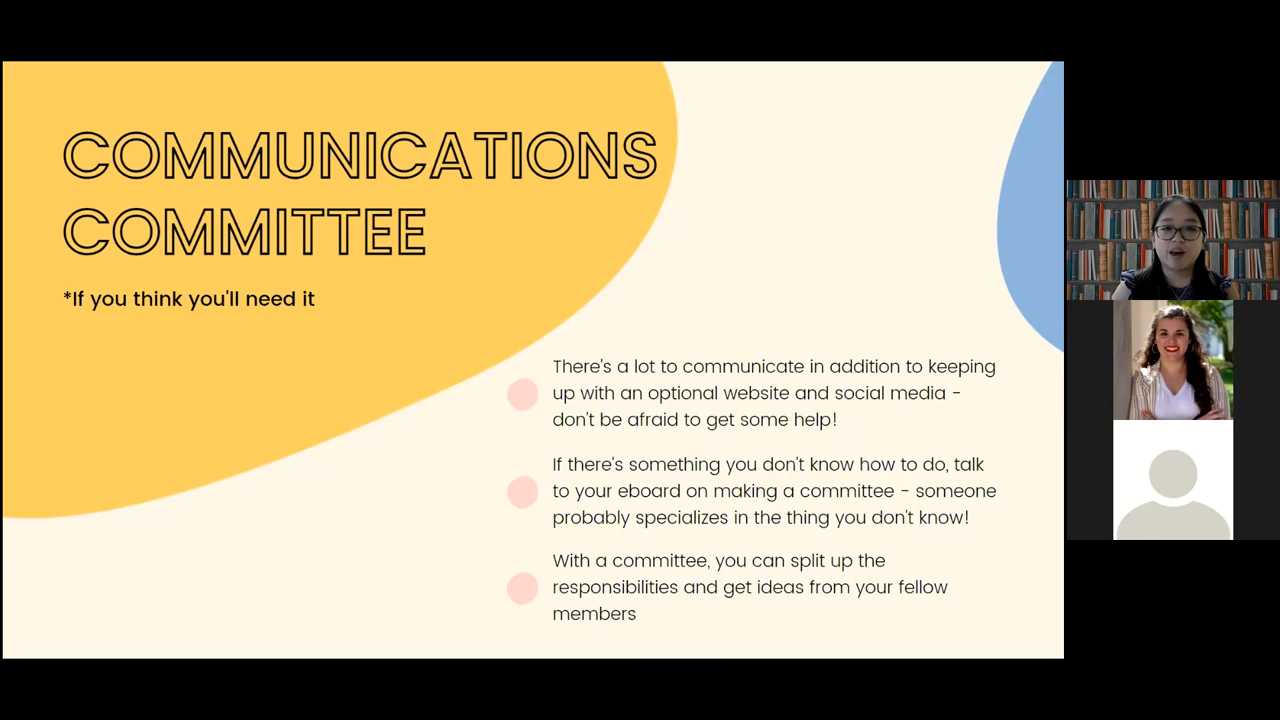 COMMUNICATIONS
COMMITTEE
*If you think you'll need it
There's a lot to communicate in addition to keeping
up with an optional website and social media -
don't be afraid to get some help!
If there's something you don't know how to do, talk
to your eboard on making a committee - someone
probably specializes in the thing you don't know!
With a committee, you can split up the
responsibilities and get ideas from your fellow
members